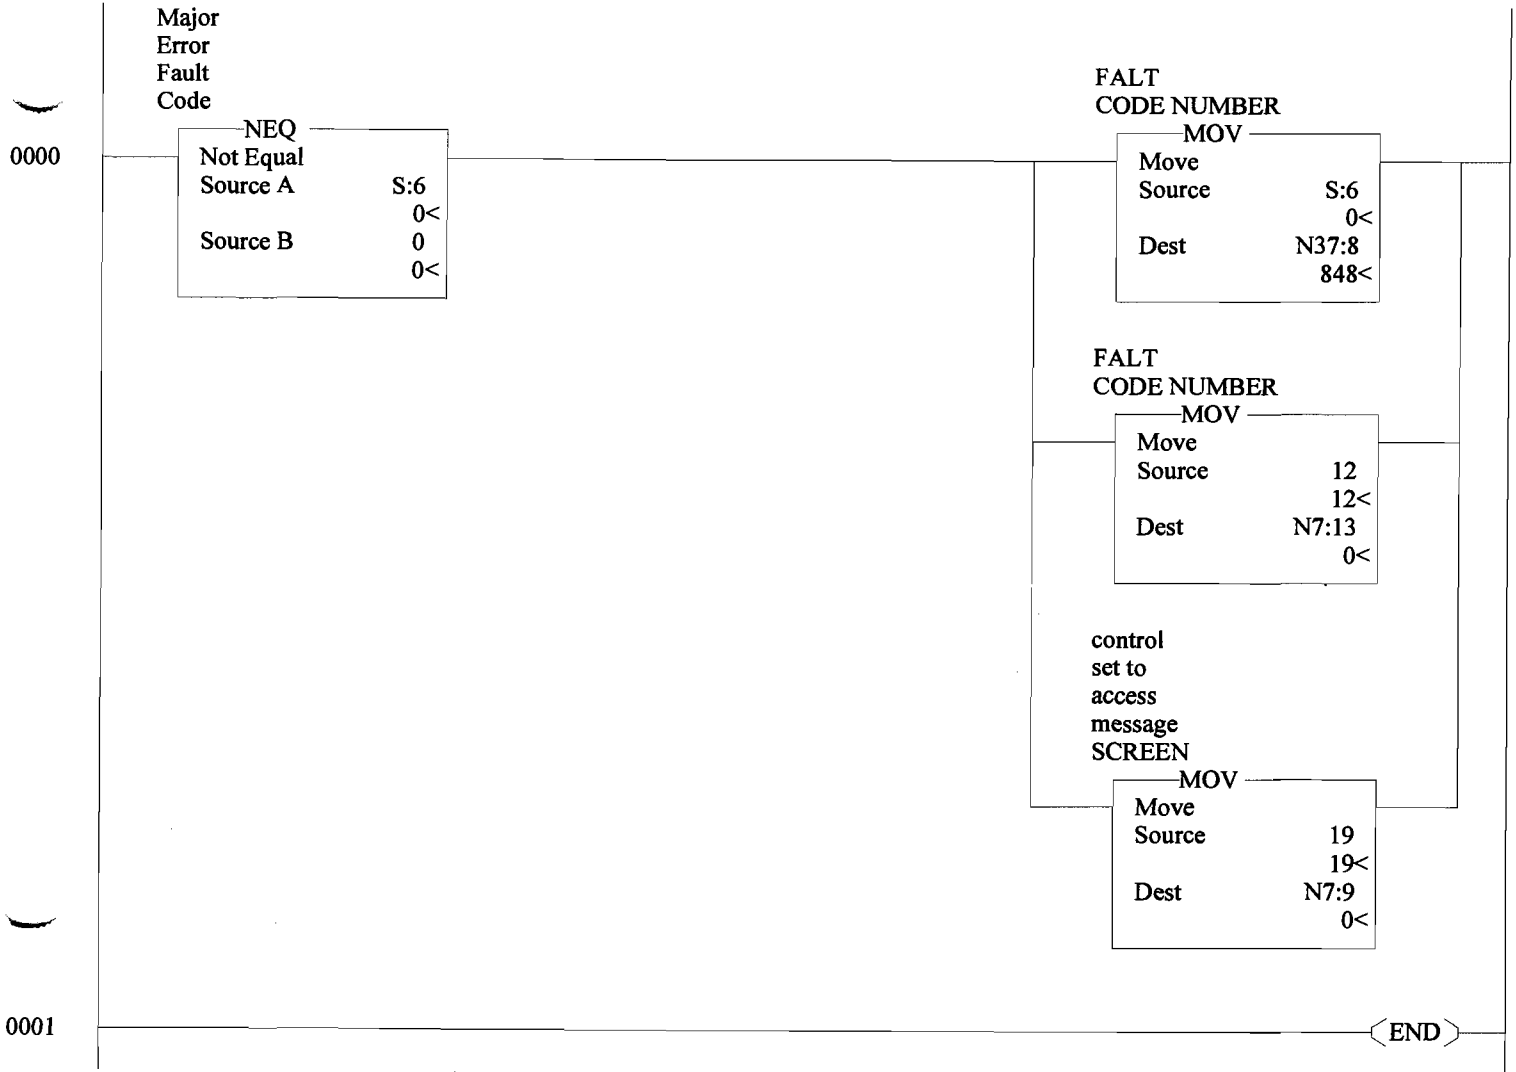 Major
Error
Fault
Code
NEQ
0000
Not Equal
Source A S:6
0<
Source B 0
0<
FALT
CODE NUMBER
MOV
Move
Source S:6
0<
Dest N37:8
848<
FALT
CODE NUMBER
MOV
Move
Source 12
12<
Dest N7:13
0<
control
set to
access
message
SCREEN
MOV
Move
Source 19
19<
Dest N7:9
0<
0001
END